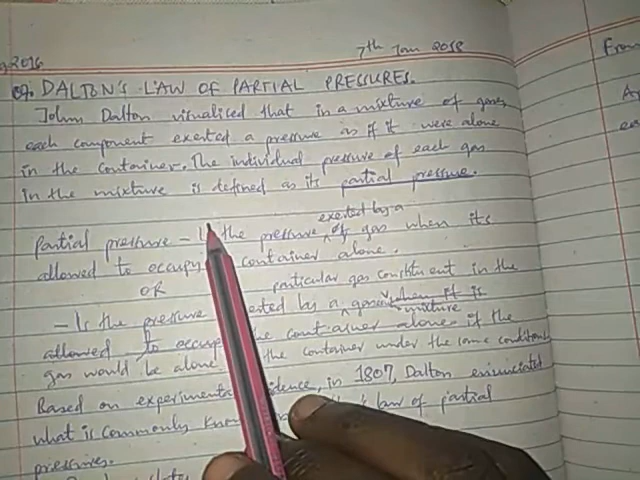 2016
7th Jan 2018
09. DALTON'S LAW OF PARTIAL PRESSURES.
John Dalton visualised that in a mixture of gases,
each component exerted a pressure as if it were alone
in the container. The individual pressure of each gas
in the mixture is defined as its partial pressure.
exerted by a
Partial pressure - Is the pressure of gas when its
allowed to occupy container alone.
OR particular gas constituent in the
- Is the pressure by a gaseous when it is
mixture
allowed to occupy the container alone if the
gas would be alone the container under the same conditions
Based on experimental in 1807, Dalton enunciated
what is commonly law of partial
pressures.